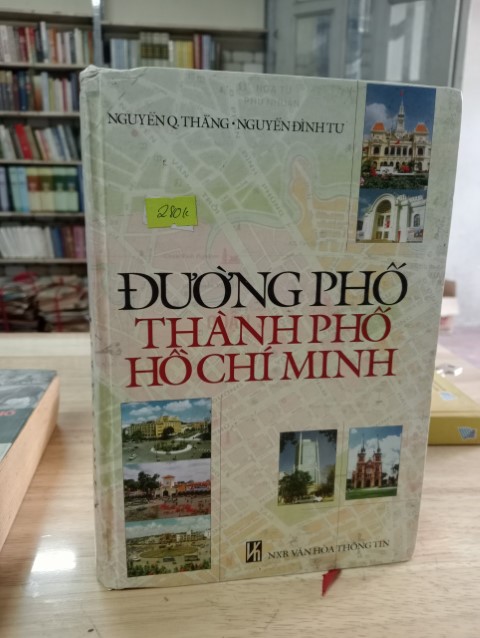 NGUYỄN Q. THẮNG • NGUYỄN ĐÌNH TƯ
280k
ĐƯỜNG PHỐ
THÀNH PHỐ
HỒ CHÍ MINH
NXB VĂN HÓA THÔNG TIN